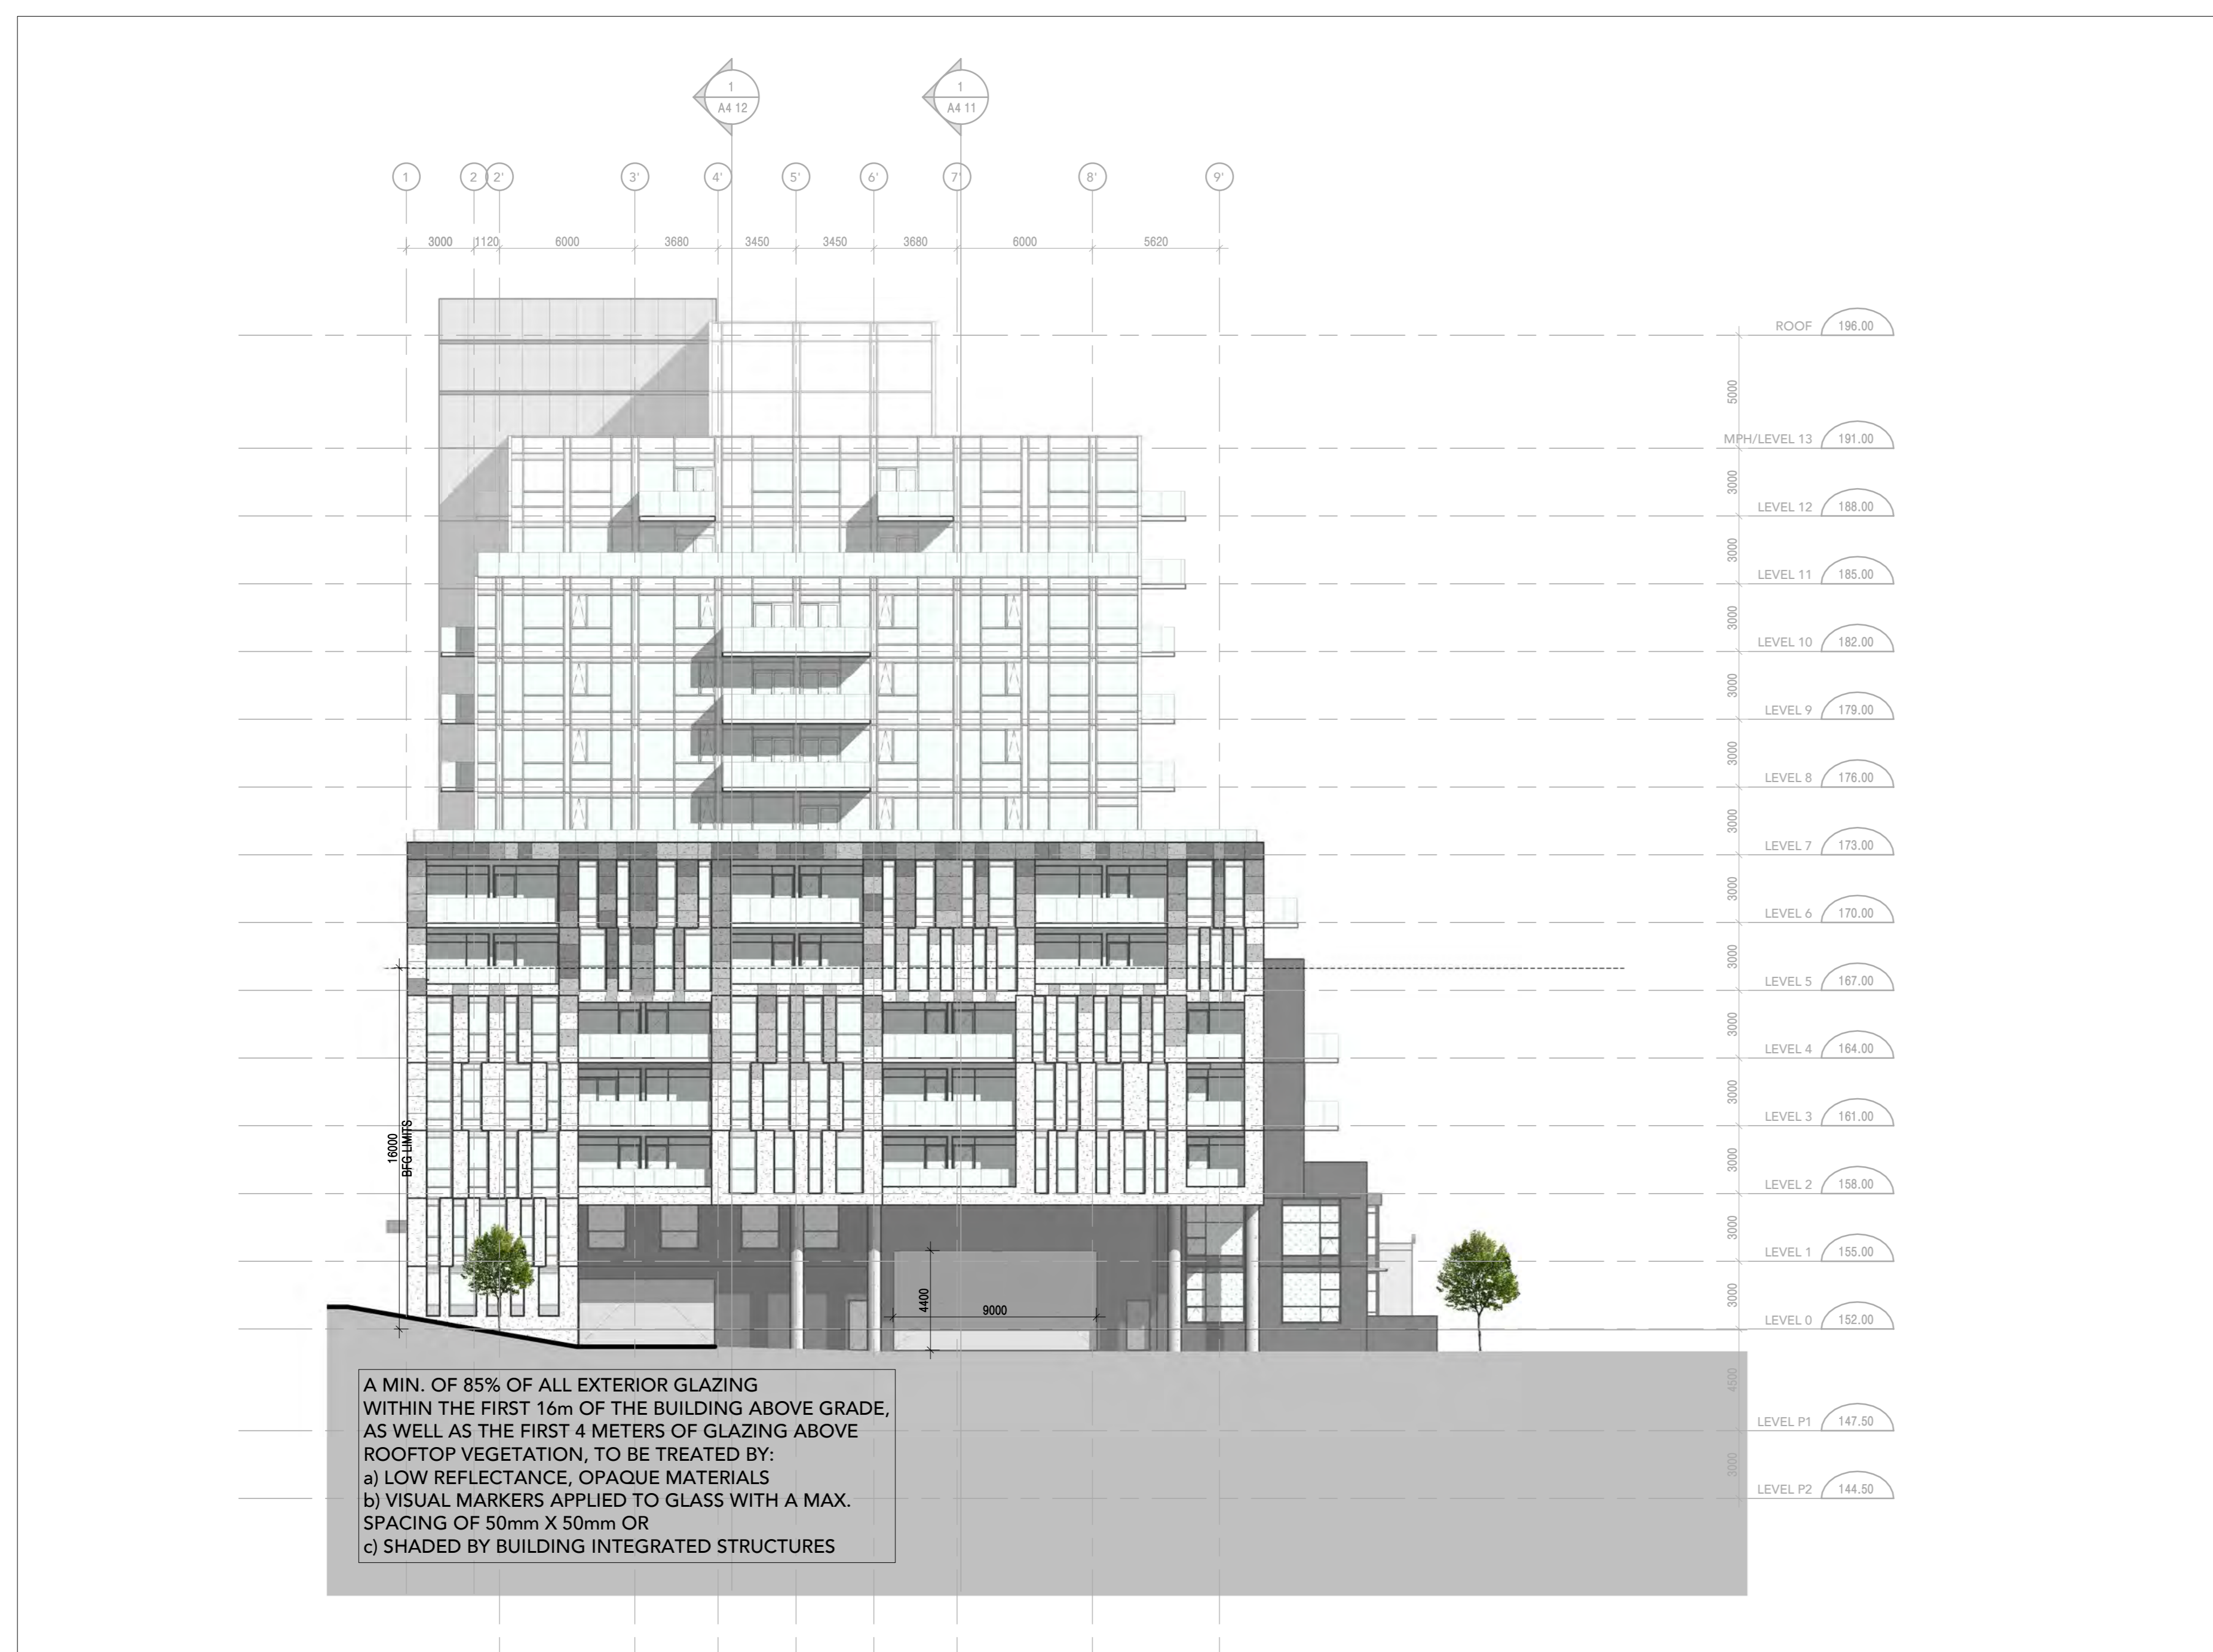 1
A4 12
1
A4 11
1
2
2'
3'
4'
5'
6'
7'
8'
9'
3000
1120
6000
3680
3450
3450
3680
6000
5620
ROOF 196.00
5000
MPH/LEVEL 13 191.00
3000
LEVEL 12 188.00
3000
LEVEL 11 185.00
3000
LEVEL 10 182.00
3000
LEVEL 9 179.00
3000
LEVEL 8 176.00
3000
LEVEL 7 173.00
3000
LEVEL 6 170.00
3000
LEVEL 5 167.00
3000
LEVEL 4 164.00
3000
LEVEL 3 161.00
3000
LEVEL 2 158.00
3000
LEVEL 1 155.00
3000
LEVEL 0 152.00
4500
LEVEL P1 147.50
3000
LEVEL P2 144.50
16000
BFG LIMITS
4400
9000
A MIN. OF 85% OF ALL EXTERIOR GLAZING
WITHIN THE FIRST 16m OF THE BUILDING ABOVE GRADE,
AS WELL AS THE FIRST 4 METERS OF GLAZING ABOVE
ROOFTOP VEGETATION, TO BE TREATED BY:
a) LOW REFLECTANCE, OPAQUE MATERIALS
b) VISUAL MARKERS APPLIED TO GLASS WITH A MAX.
SPACING OF 50mm X 50mm OR
c) SHADED BY BUILDING INTEGRATED STRUCTURES